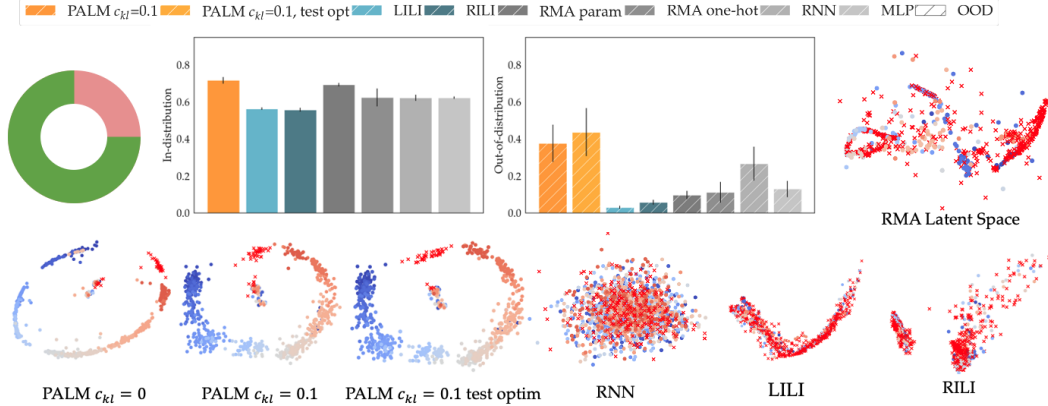 PALM c_{kl}=0.1 PALM c_{kl}=0.1, test opt LILI RILI RMA param RMA one-hot RNN MLP OOD
In-distribution
0.8
0.6
0.4
0.2
0.0
Out-of-distribution
0.8
0.6
0.4
0.2
0.0
RMA Latent Space
PALM c_{kl} = 0
PALM c_{kl} = 0.1
PALM c_{kl} = 0.1 test optim
RNN
LILI
RILI